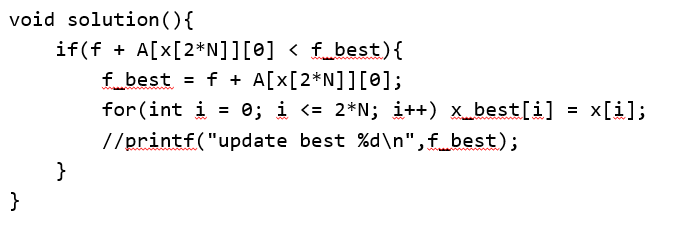 void solution(){
    if(f + A[x[2*N]][0] < f_best){
        f_best = f + A[x[2*N]][0];
        for(int i = 0; i <= 2*N; i++) x_best[i] = x[i];
        //printf("update best %d\n",f_best);
    }
}